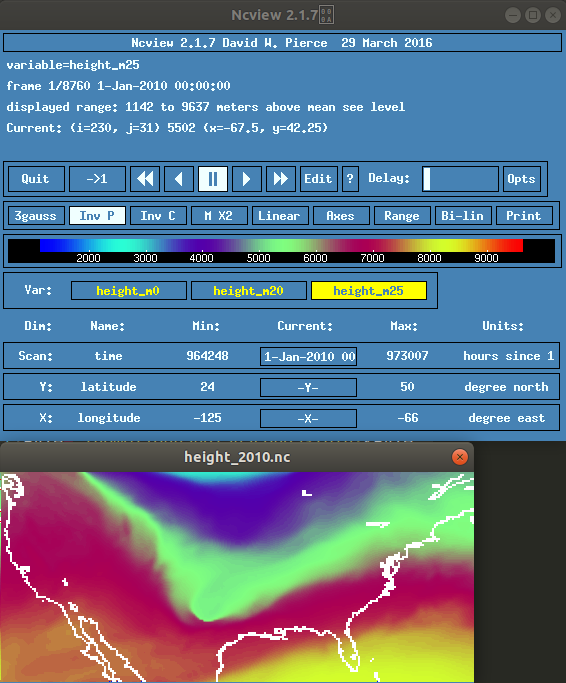 Ncview 2.1.7
Ncview 2.1.7 David W. Pierce 29 March 2016
variable=height_m25
frame 1/8760 1-Jan-2010 00:00:00
displayed range: 1142 to 9637 meters above mean see level
Current: (i=230, j=31) 5502 (x=-67.5, y=42.25)
Quit ->1 Edit ? Delay: Opts
3gauss Inv P Inv C M X2 Linear Axes Range Bi-lin Print
2000 3000 4000 5000 6000 7000 8000 9000
Var: height_m0 height_m20 height_m25
Dim: Name: Min: Current: Max: Units:
Scan: time 964248 1-Jan-2010 00 973007 hours since 1
Y: latitude 24 -Y- 50 degree north
X: longitude -125 -X- -66 degree east
height_2010.nc